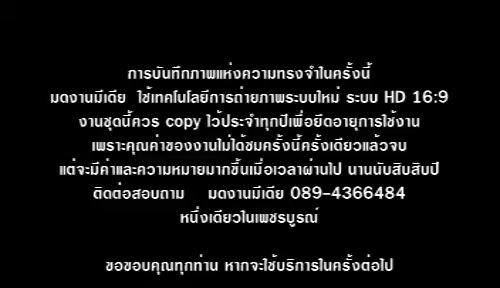 การบันทึกภาพแห่งความทรงจำในครั้งนี้
มดงานมีเดีย ใช้เทคโนโลยีการถ่ายภาพระบบใหม่ ระบบ HD 16:9
งานชุดนี้ควร copy ไว้ประจำทุกปีเพื่อยืดอายุการใช้งาน
เพราะคุณค่าของงานไม่ได้ชมครั้งนี้ครั้งเดียวแล้วจบ
แต่จะมีค่าและความหมายมากขึ้นเมื่อเวลาผ่านไป นานนับสิบสิบปี
ติดต่อสอบถาม มดงานมีเดีย 089-4366484
หนึ่งเดียวในเพชรบูรณ์
ขอขอบคุณทุกท่าน หากจะใช้บริการในครั้งต่อไป